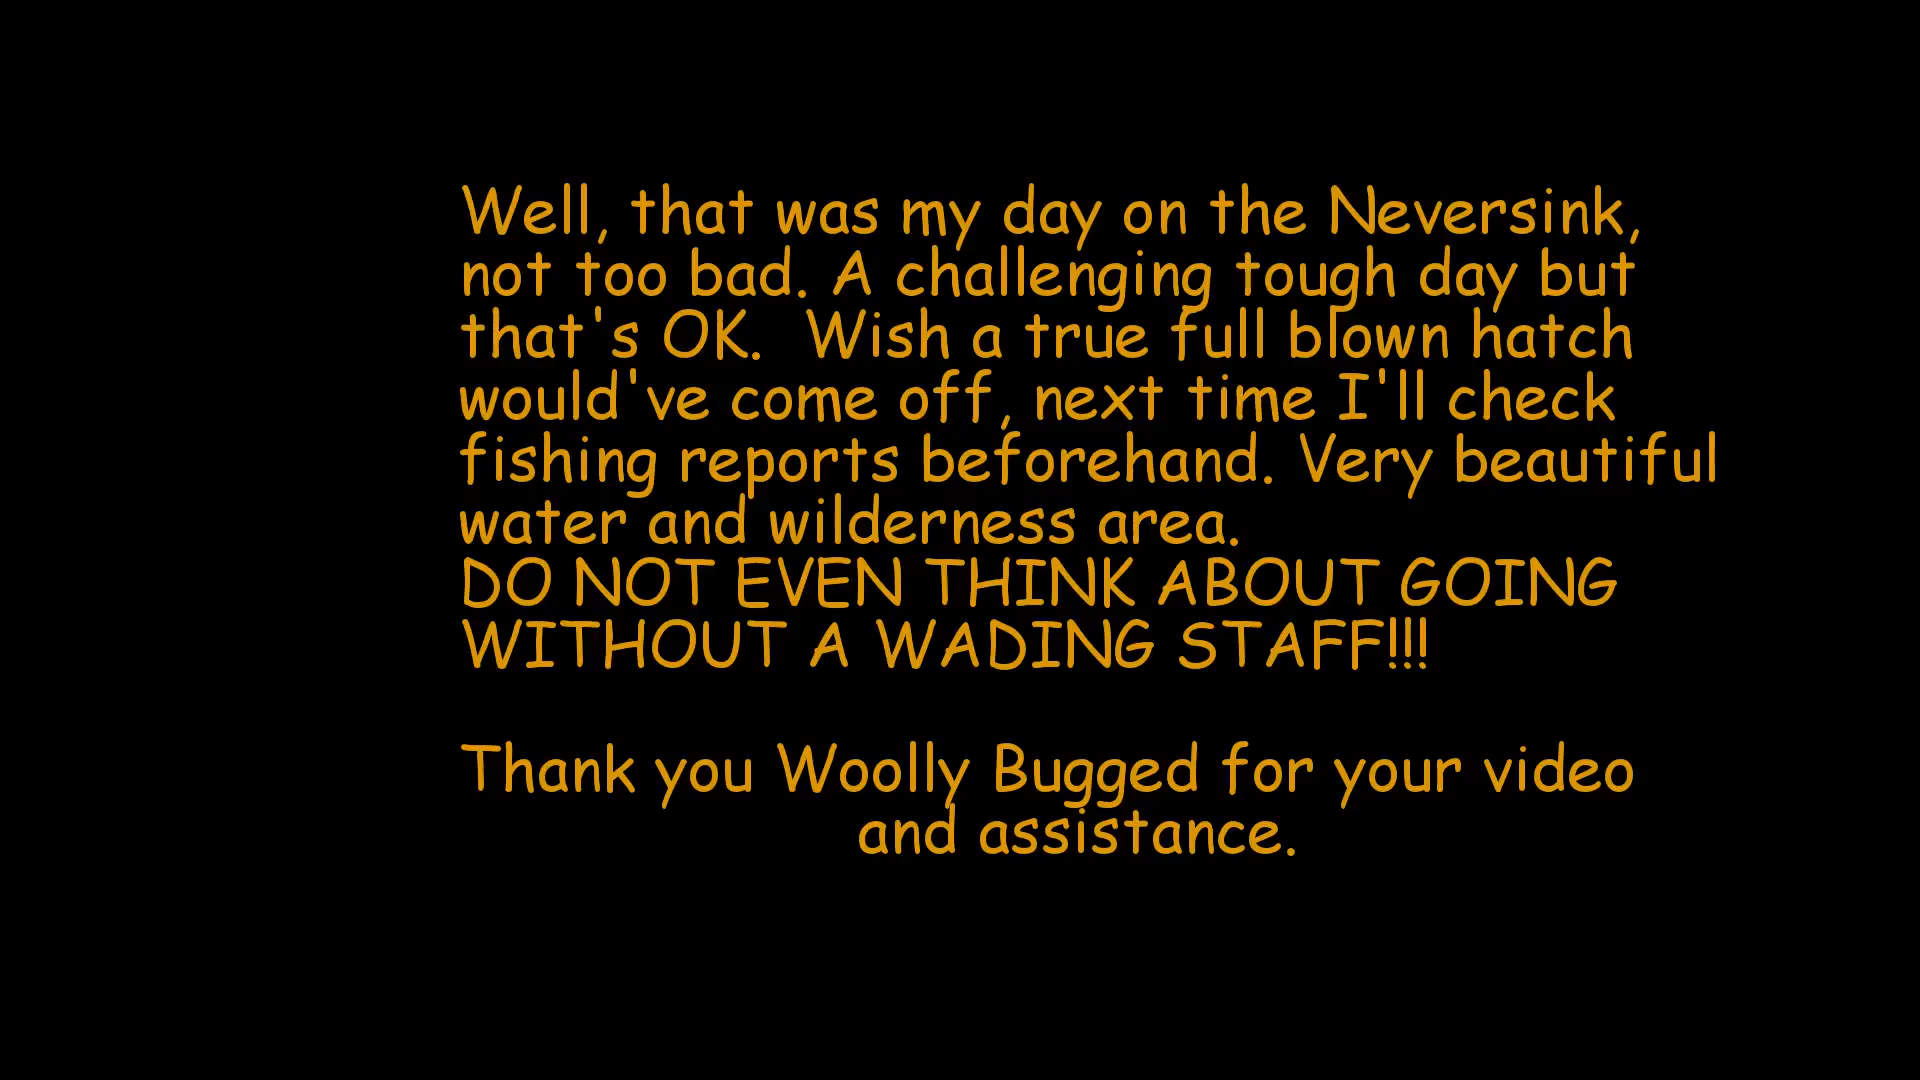 Well, that was my day on the Neversink,
not too bad. A challenging tough day but
that's OK.  Wish a true full blown hatch
would've come off, next time I'll check
fishing reports beforehand. Very beautiful
water and wilderness area.
DO NOT EVEN THINK ABOUT GOING
WITHOUT A WADING STAFF!!!
Thank you Woolly Bugged for your video
and assistance.